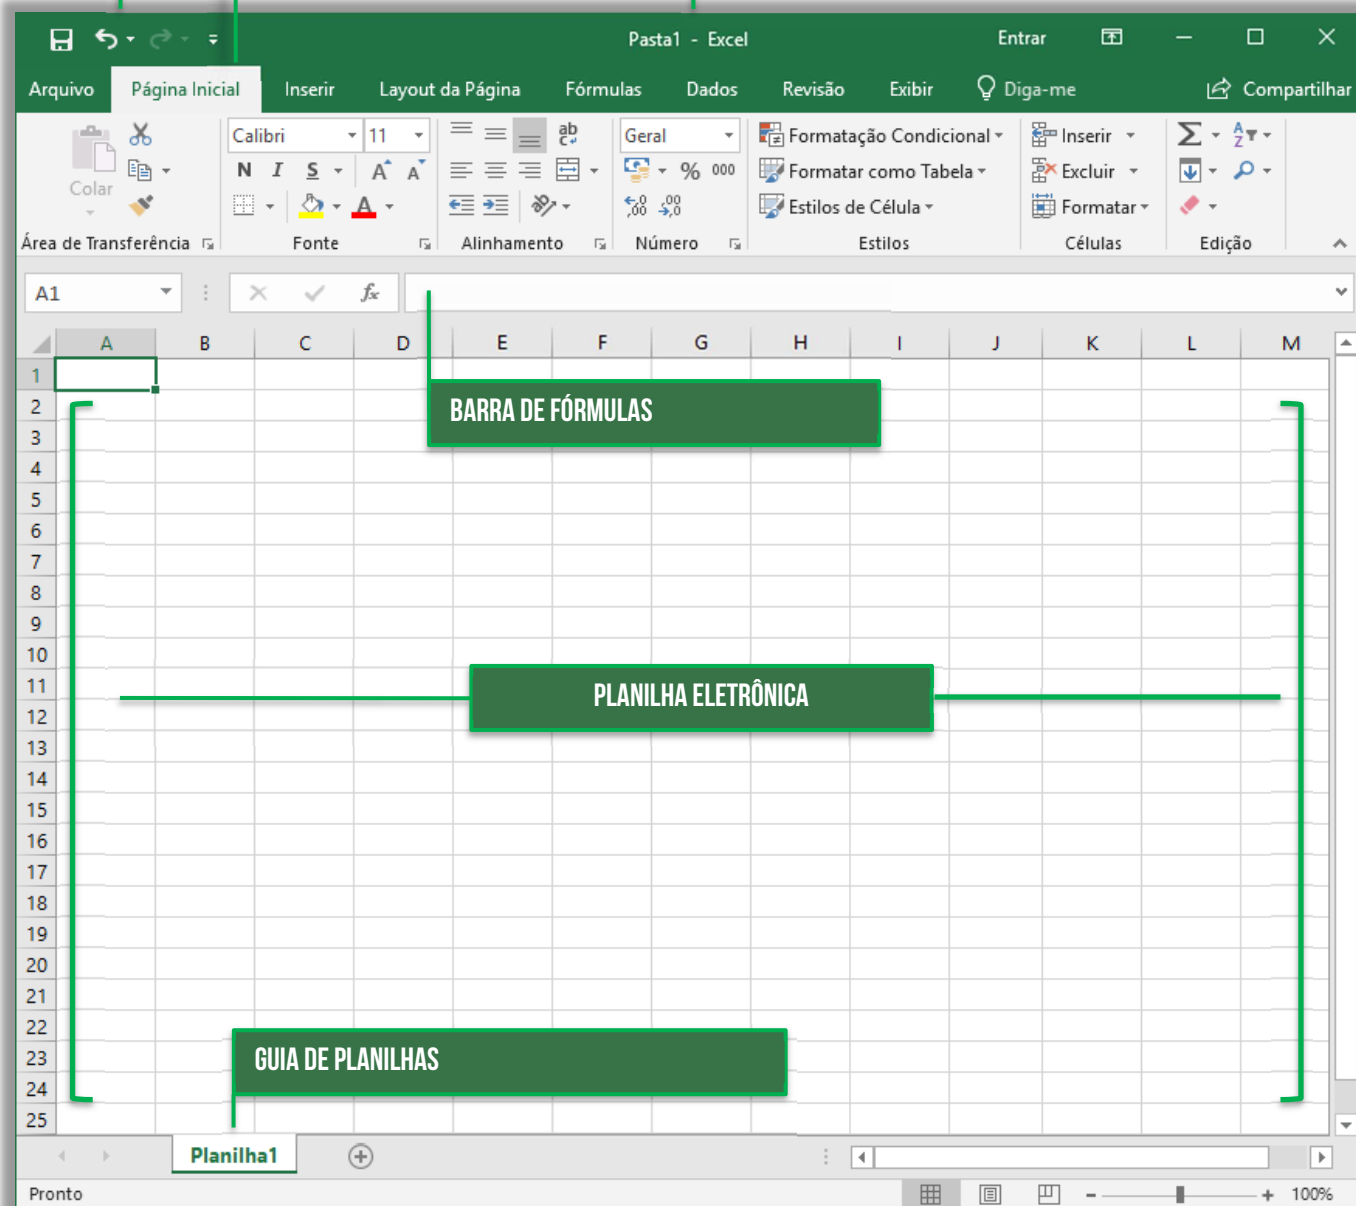 Pasta1 - Excel Entrar
Arquivo Página Inicial Inserir Layout da Página Fórmulas Dados Revisão Exibir Diga-me Compartilhar
Colar Calibri 11 ab c Geral Formatação Condicional Inserir Σ A Z
N I S A A % 000 Formatar como Tabela Excluir
A ,00 ,00 Estilos de Célula Formatar
Área de Transferência Fonte Alinhamento Número Estilos Células Edição
A1 fx
A B C D E F G H I J K L M
1
2
BARRA DE FÓRMULAS
3
4
5
6
7
8
9
10
11
PLANILHA ELETRÔNICA
12
13
14
15
16
17
18
19
20
21
22
23
GUIA DE PLANILHAS
24
25
Planilha1
Pronto - + 100%